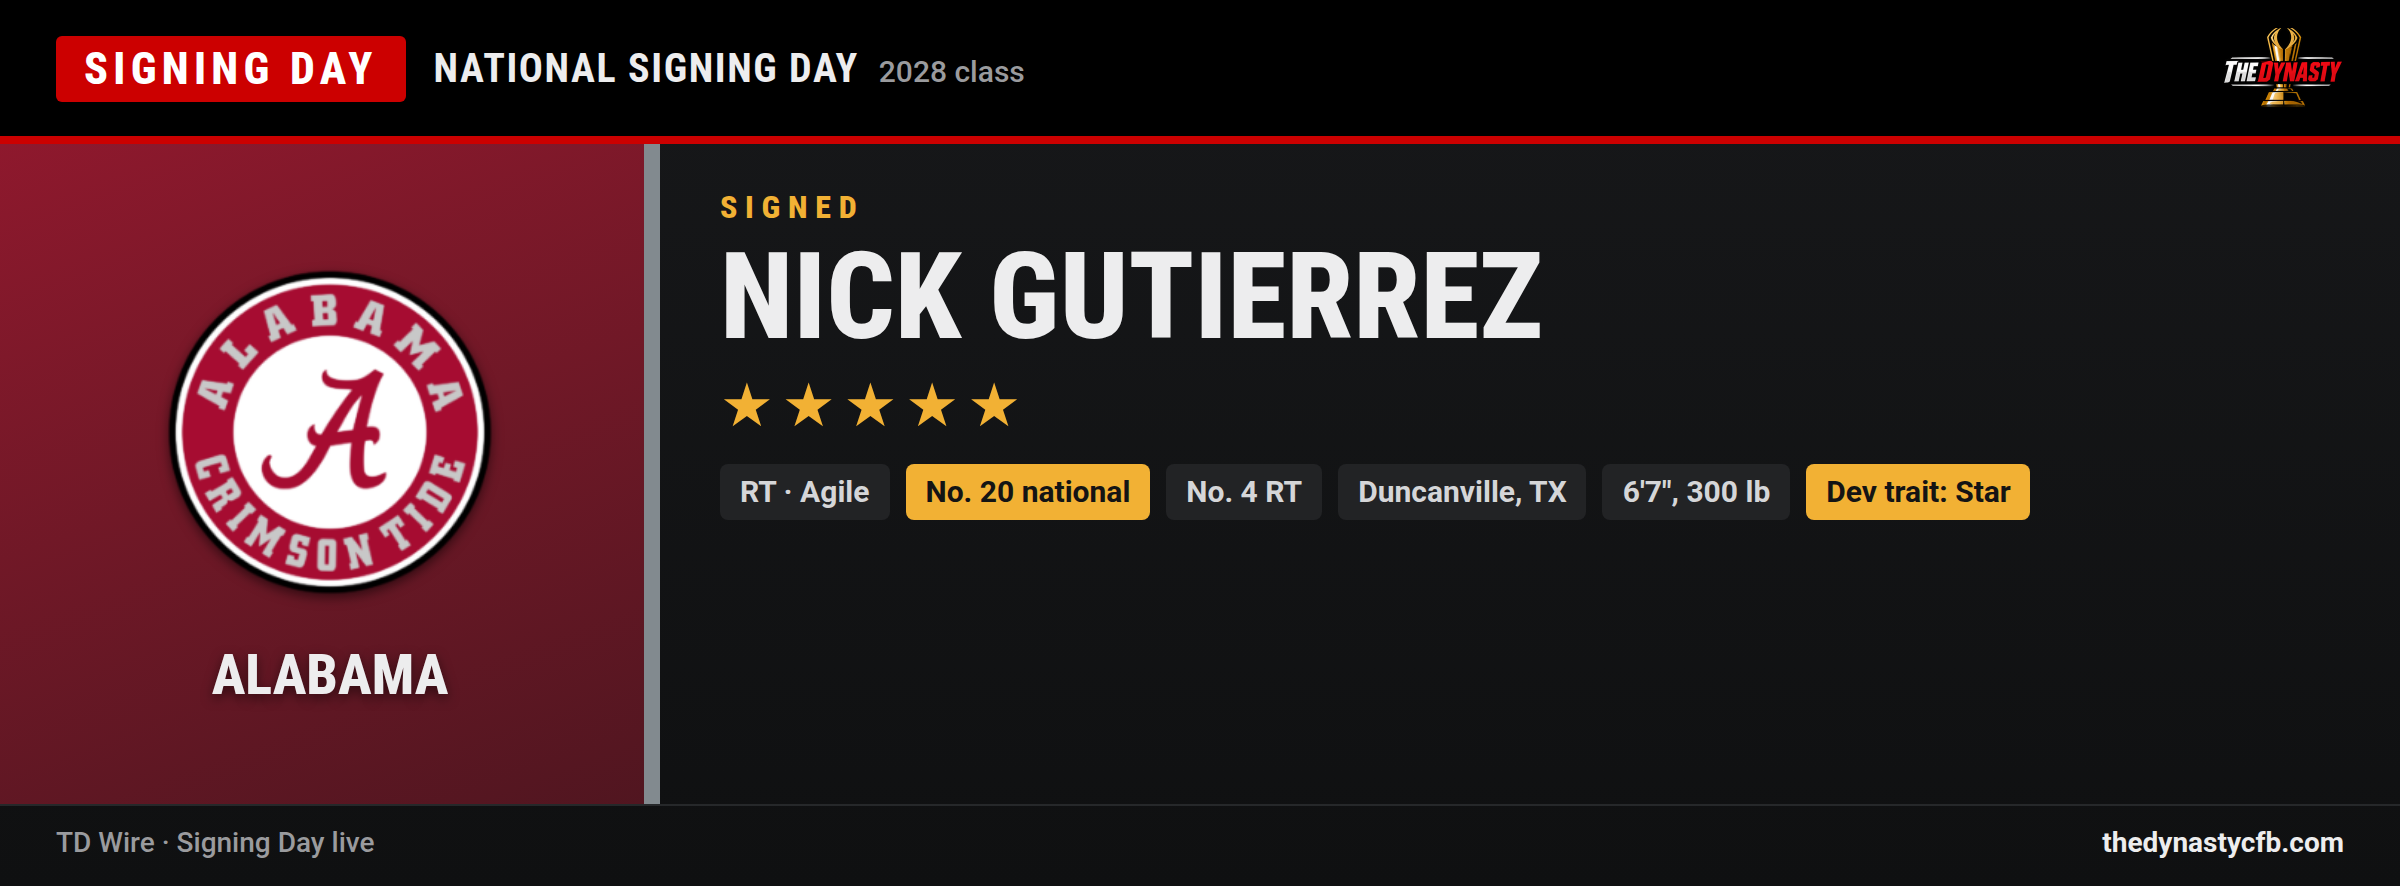 SIGNING DAY NATIONAL SIGNING DAY 2028 class
THE DYNASTY
ALABAMA
A
CRIMSON TIDE
ALABAMA
SIGNED
NICK GUTIERREZ
★★★★★
RT · Agile No. 20 national No. 4 RT Duncanville, TX 6'7", 300 lb Dev trait: Star
TD Wire · Signing Day live thedynastycfb.com